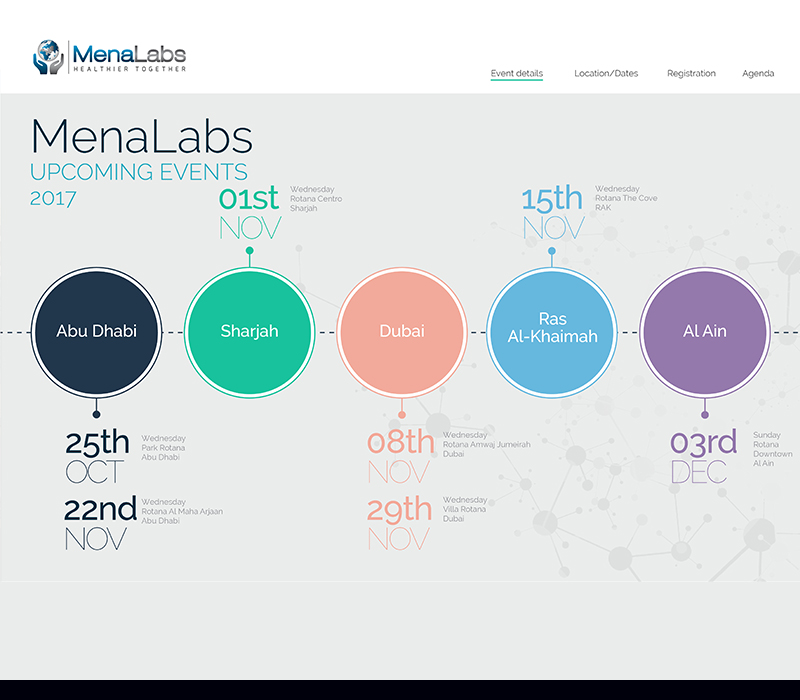 MenaLabs
HEALTHIER TOGETHER
Event details
Location/Dates
Registration
Agenda
MenaLabs
UPCOMING EVENTS
2017
01st
NOV
Wednesday
Rotana Centro
Sharjah
15th
NOV
Wednesday
Rotana The Cove
RAK
Abu Dhabi
Sharjah
Dubai
Ras
Al-Khaimah
Al Ain
25th
OCT
Wednesday
Park Rotana
Abu Dhabi
22nd
NOV
Wednesday
Rotana Al Maha Arjaan
Abu Dhabi
08th
NOV
Wednesday
Rotana Amwaj Jumeirah
Dubai
29th
NOV
Wednesday
Villa Rotana
Dubai
03rd
DEC
Sunday
Rotana
Downtown
Al Ain